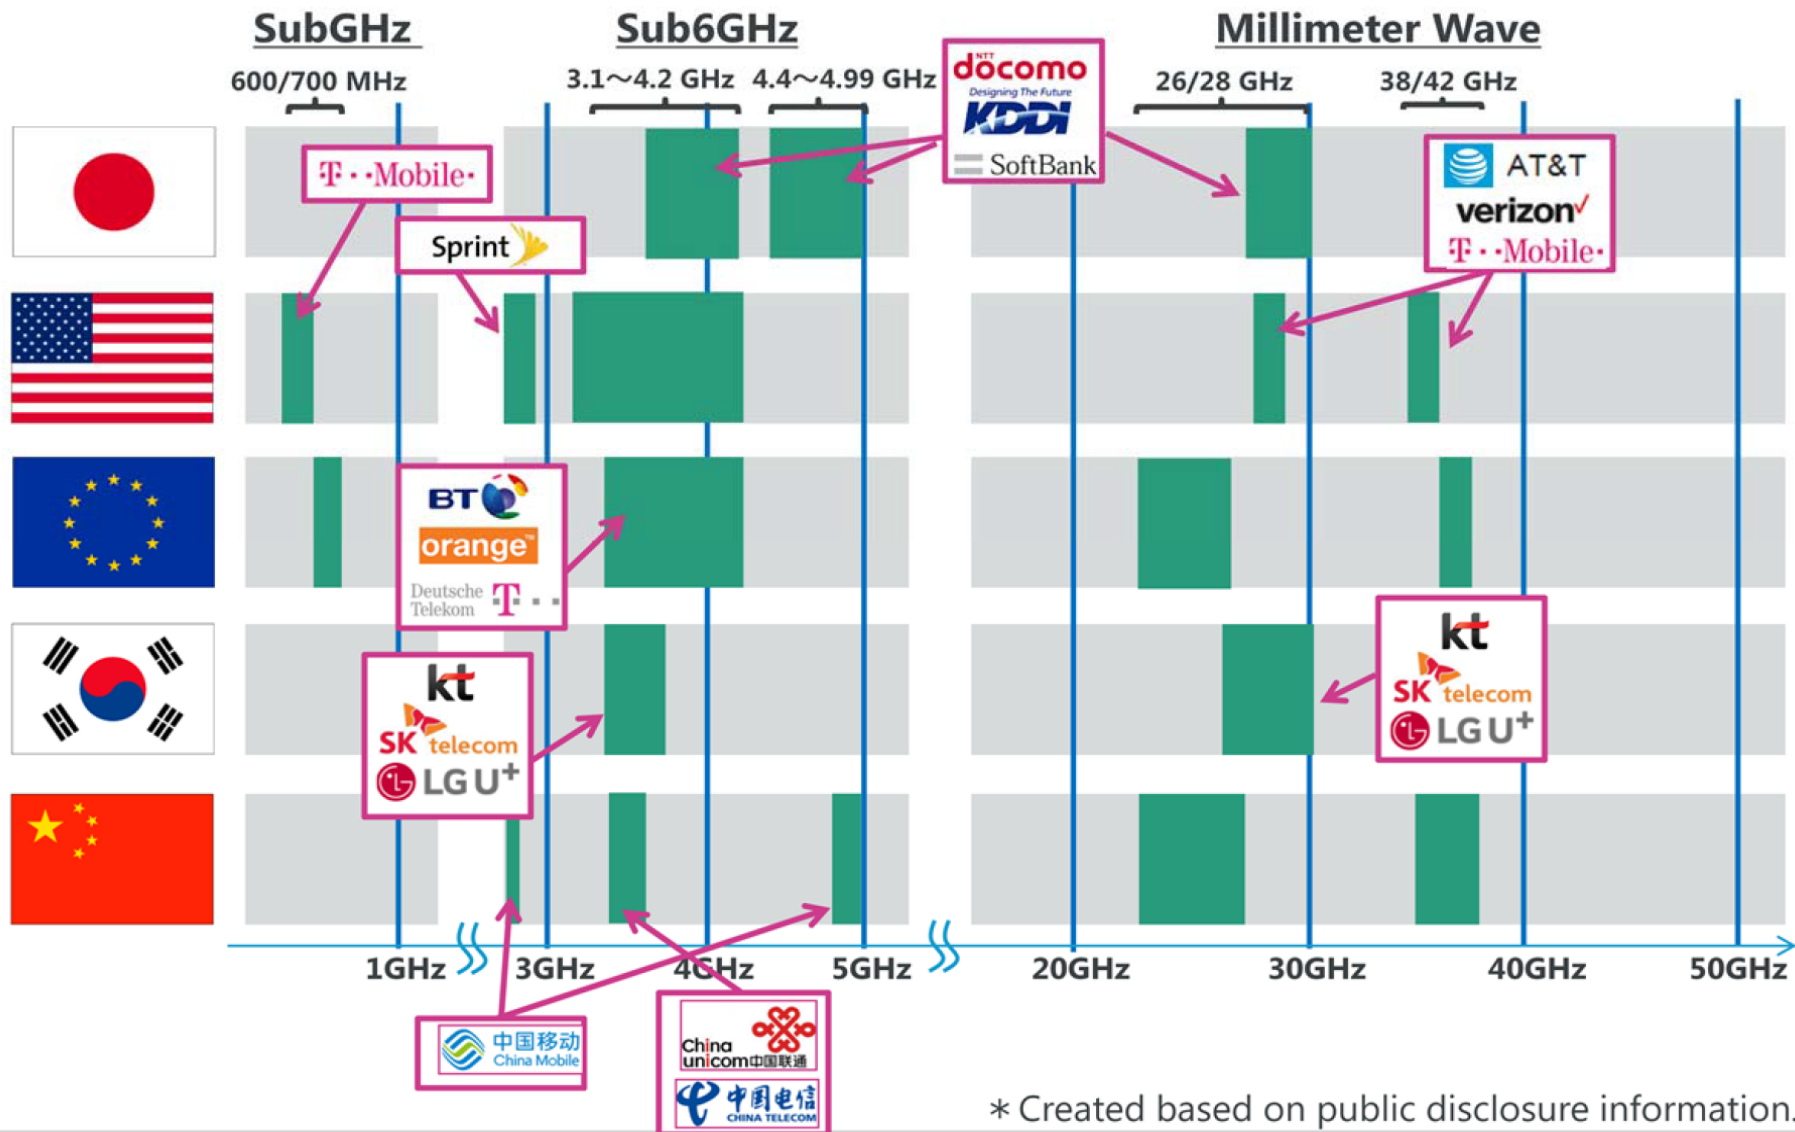 SubGHz
Sub6GHz
Millimeter Wave
600/700 MHz
3.1～4.2 GHz
4.4～4.99 GHz
26/28 GHz
38/42 GHz
NTT
docomo
Designing The Future
KDDI
SoftBank
T··Mobile·
Sprint
AT&T
verizon
T··Mobile·
BT
orange™
Deutsche
Telekom
T···
kt
SK telecom
LG U+
kt
SK telecom
LG U+
1GHz
3GHz
4GHz
5GHz
20GHz
30GHz
40GHz
50GHz
中国移动
China Mobile
China
unicom中国联通
中国电信
CHINA TELECOM
＊Created based on public disclosure information.